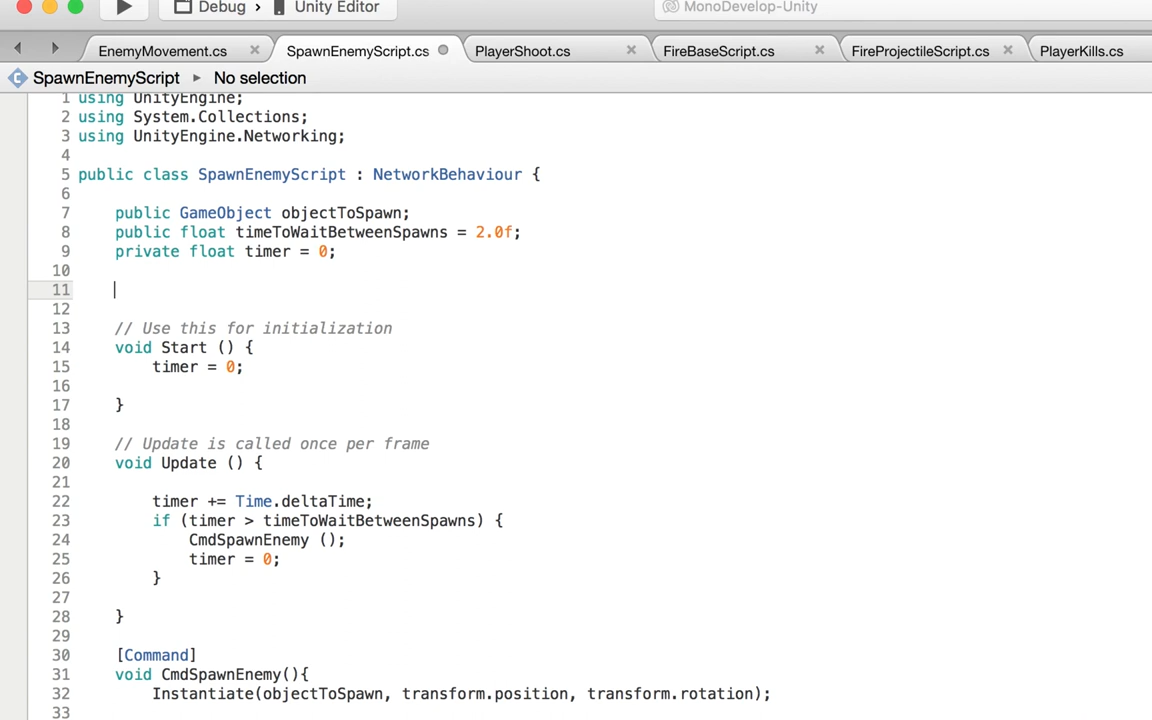 Debug › Unity Editor MonoDevelop-Unity
EnemyMovement.cs SpawnEnemyScript.cs PlayerShoot.cs FireBaseScript.cs FireProjectileScript.cs PlayerKills.cs
C SpawnEnemyScript ▸ No selection
1 using UnityEngine;
2 using System.Collections;
3 using UnityEngine.Networking;
4
5 public class SpawnEnemyScript : NetworkBehaviour {
6
7 public GameObject objectToSpawn;
8 public float timeToWaitBetweenSpawns = 2.0f;
9 private float timer = 0;
10
11
12
13 // Use this for initialization
14 void Start () {
15 timer = 0;
16
17 }
18
19 // Update is called once per frame
20 void Update () {
21
22 timer += Time.deltaTime;
23 if (timer > timeToWaitBetweenSpawns) {
24 CmdSpawnEnemy ();
25 timer = 0;
26 }
27
28 }
29
30 [Command]
31 void CmdSpawnEnemy(){
32 Instantiate(objectToSpawn, transform.position, transform.rotation);
33